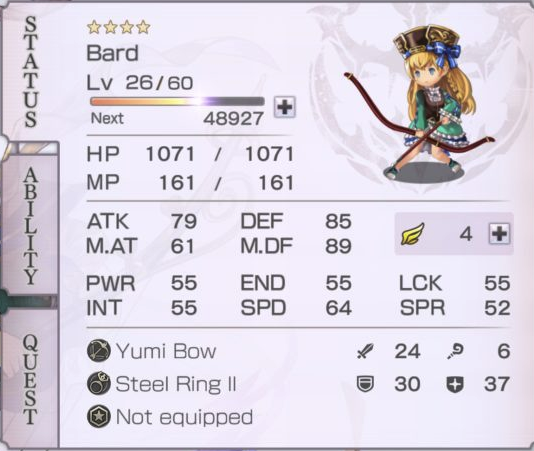 STATUS
ABILITY
QUEST
Bard
Lv 26/60
Next 48927
HP 1071 / 1071
MP 161 / 161
ATK 79 DEF 85
M.AT 61 M.DF 89
4
PWR 55 END 55 LCK 55
INT 55 SPD 64 SPR 52
Yumi Bow 24 6
Steel Ring II 30 37
Not equipped